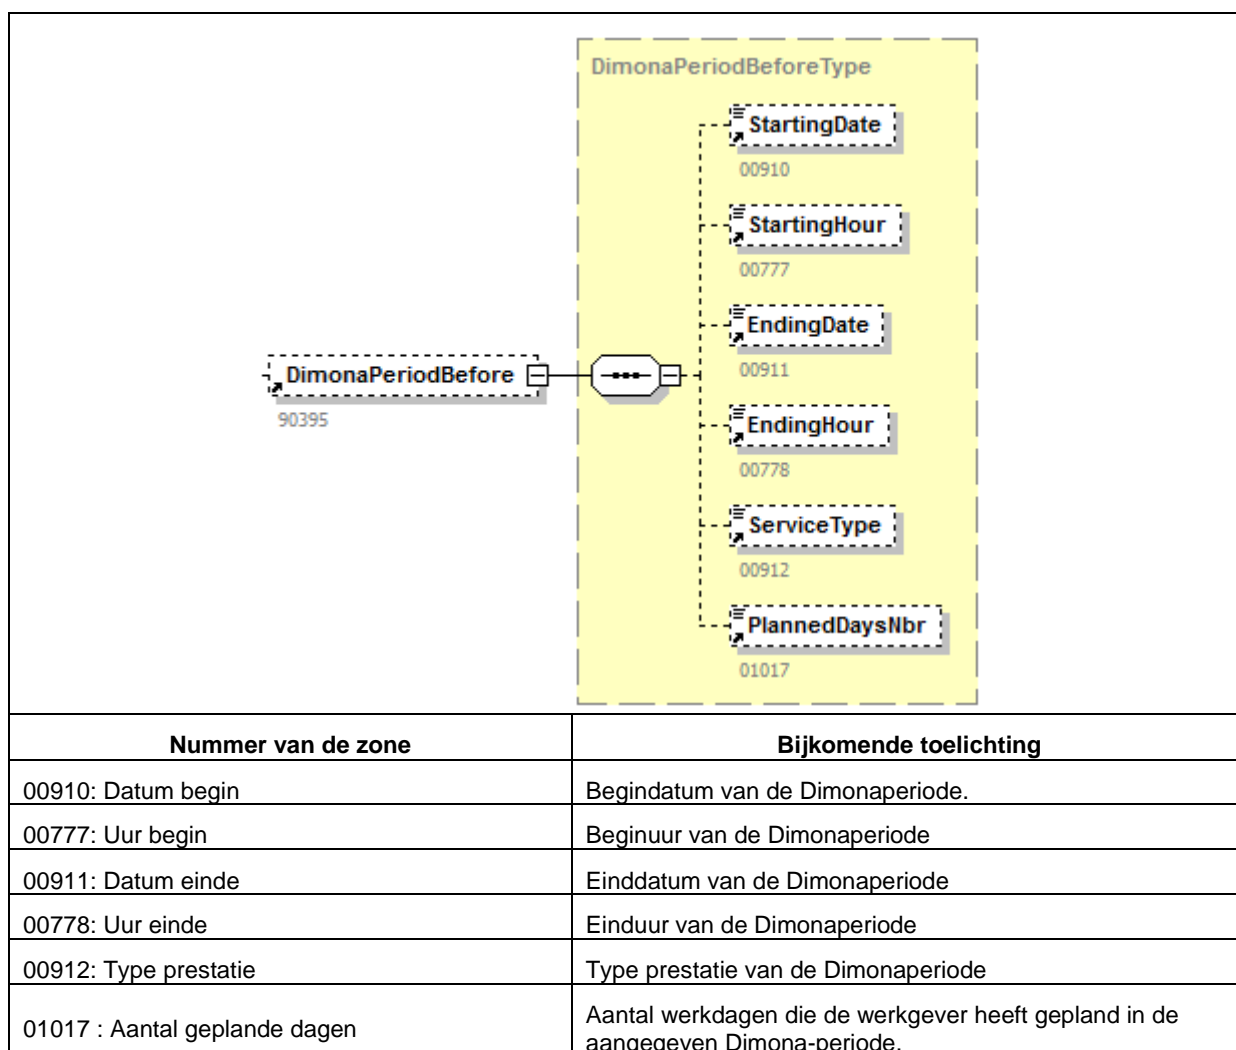 DimonaPeriodBeforeType
StartingDate
00910
StartingHour
00777
EndingDate
00911
DimonaPeriodBefore
90395
EndingHour
00778
ServiceType
00912
PlannedDaysNbr
01017
Nummer van de zone
Bijkomende toelichting
00910: Datum begin
Begindatum van de Dimonaperiode.
00777: Uur begin
Beginuur van de Dimonaperiode
00911: Datum einde
Einddatum van de Dimonaperiode
00778: Uur einde
Einduur van de Dimonaperiode
00912: Type prestatie
Type prestatie van de Dimonaperiode
01017 : Aantal geplande dagen
Aantal werkdagen die de werkgever heeft gepland in de
aangegeven Dimona-periode.